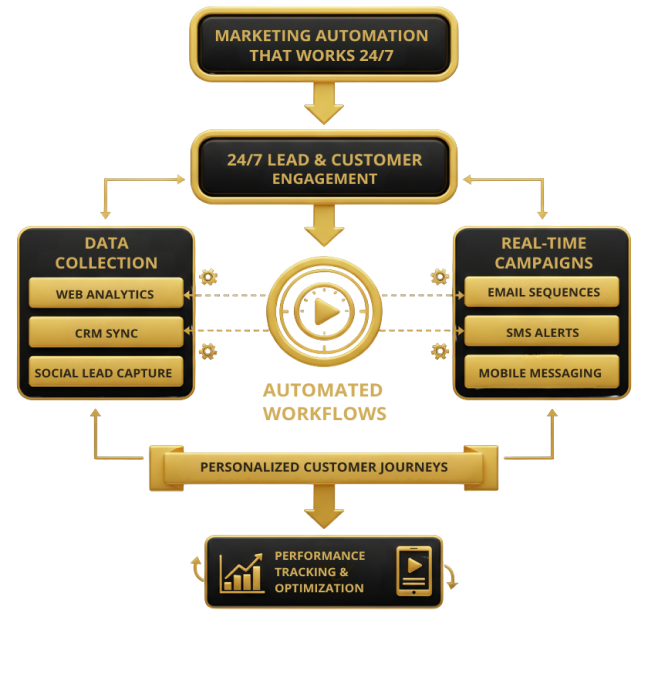 MARKETING AUTOMATION
THAT WORKS 24/7
24/7 LEAD & CUSTOMER
ENGAGEMENT
DATA
COLLECTION
WEB ANALYTICS
CRM SYNC
SOCIAL LEAD CAPTURE
REAL-TIME
CAMPAIGNS
EMAIL SEQUENCES
SMS ALERTS
MOBILE MESSAGING
AUTOMATED
WORKFLOWS
PERSONALIZED CUSTOMER JOURNEYS
PERFORMANCE
TRACKING &
OPTIMIZATION